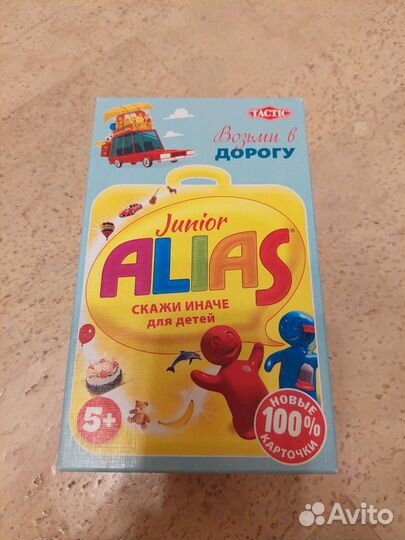 TACTIC
Возьми в
ДОРОГУ
Junior
ALIAS®
СКАЖИ ИНАЧЕ
для детей
5+
НОВЫЕ
100%
КАРТОЧКИ
Avito